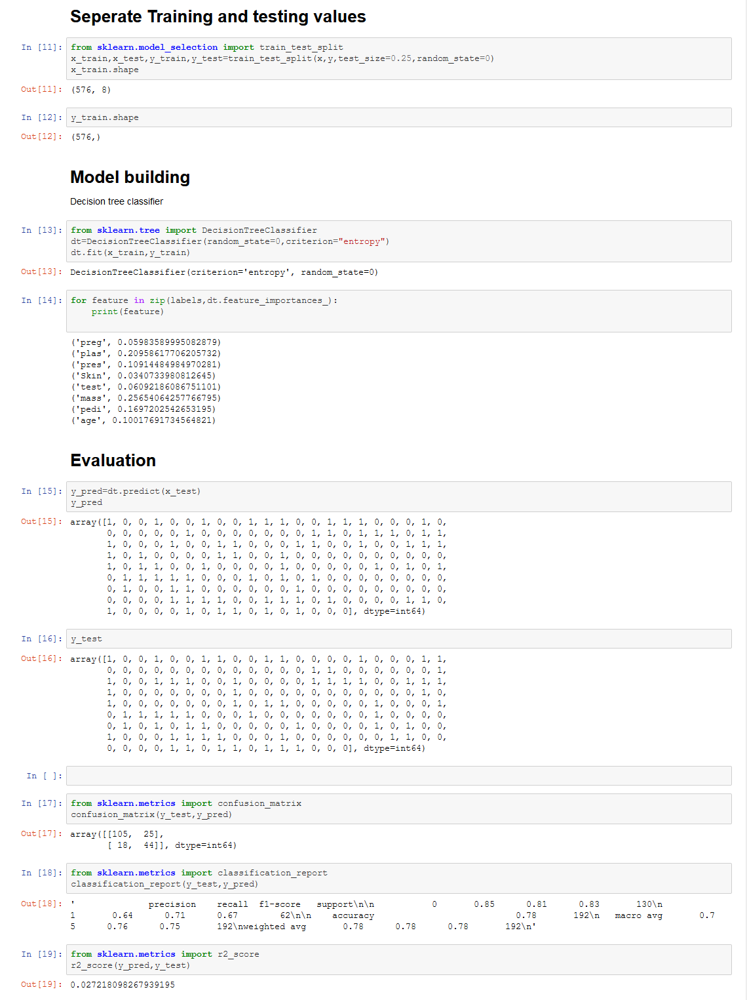 Seperate Training and testing values
In [11]: from sklearn.model_selection import train_test_split
x_train,x_test,y_train,y_test=train_test_split(x,y,test_size=0.25,random_state=0)
x_train.shape
Out[11]: (576, 8)
In [12]: y_train.shape
Out[12]: (576,)
Model building
Decision tree classifier
In [13]: from sklearn.tree import DecisionTreeClassifier
dt=DecisionTreeClassifier(random_state=0,criterion="entropy")
dt.fit(x_train,y_train)
Out[13]: DecisionTreeClassifier(criterion='entropy', random_state=0)
In [14]: for feature in zip(labels,dt.feature_importances_):
print(feature)
('preg', 0.05983589995082879)
('plas', 0.20958617706205732)
('pres', 0.10914484984970281)
('Skin', 0.0340733980812645)
('test', 0.06092186086751101)
('mass', 0.25654064257766795)
('pedi', 0.1697202542653195)
('age', 0.10017691734564821)
Evaluation
In [15]: y_pred=dt.predict(x_test)
y_pred
Out[15]: array([1, 0, 0, 1, 0, 0, 1, 0, 0, 1, 1, 1, 0, 0, 1, 1, 1, 0, 0, 0, 1, 0,
0, 0, 0, 0, 0, 1, 0, 0, 0, 0, 0, 0, 0, 1, 1, 0, 1, 1, 1, 0, 1, 1,
1, 0, 0, 0, 1, 0, 0, 1, 1, 0, 0, 0, 1, 1, 0, 0, 1, 0, 0, 1, 1, 1,
1, 0, 1, 0, 0, 0, 0, 1, 1, 0, 0, 1, 0, 0, 0, 0, 0, 0, 0, 0, 0, 0,
1, 0, 1, 1, 0, 0, 1, 0, 0, 0, 0, 1, 0, 0, 0, 0, 0, 1, 0, 1, 0, 1,
0, 1, 1, 1, 1, 1, 0, 0, 0, 1, 0, 1, 0, 1, 0, 0, 0, 0, 0, 0, 0, 0,
0, 1, 0, 0, 1, 1, 0, 0, 0, 0, 0, 0, 1, 0, 0, 0, 0, 0, 0, 0, 0, 0,
0, 0, 0, 0, 1, 1, 1, 1, 0, 0, 1, 1, 1, 0, 1, 0, 0, 0, 0, 1, 1, 0,
1, 0, 0, 0, 0, 1, 0, 1, 1, 0, 1, 0, 1, 0, 0, 0], dtype=int64)
In [16]: y_test
Out[16]: array([1, 0, 0, 1, 0, 0, 1, 1, 0, 0, 1, 1, 0, 0, 0, 0, 1, 0, 0, 0, 1, 1,
0, 0, 0, 0, 0, 0, 0, 0, 0, 0, 0, 0, 0, 1, 1, 0, 0, 0, 0, 0, 0, 1,
1, 0, 0, 1, 1, 1, 0, 0, 1, 0, 0, 0, 0, 1, 1, 1, 1, 0, 0, 1, 1, 1,
1, 0, 0, 0, 0, 0, 0, 0, 1, 0, 0, 0, 0, 0, 0, 0, 0, 0, 0, 0, 1, 0,
1, 0, 0, 0, 0, 0, 0, 0, 1, 0, 1, 1, 0, 0, 0, 0, 0, 1, 0, 0, 0, 1,
0, 1, 1, 1, 1, 1, 0, 0, 0, 1, 0, 0, 0, 0, 0, 0, 0, 1, 0, 0, 0, 0,
0, 1, 0, 1, 0, 1, 1, 0, 0, 0, 0, 0, 1, 0, 0, 0, 0, 1, 0, 1, 0, 0,
1, 0, 0, 0, 1, 1, 1, 1, 0, 0, 0, 1, 0, 0, 0, 0, 0, 0, 1, 1, 0, 0,
0, 0, 0, 0, 1, 1, 0, 1, 1, 0, 1, 1, 1, 0, 0, 0], dtype=int64)
In [ ]:
In [17]: from sklearn.metrics import confusion_matrix
confusion_matrix(y_test,y_pred)
Out[17]: array([[105, 25],
[ 18, 44]], dtype=int64)
In [18]: from sklearn.metrics import classification_report
classification_report(y_test,y_pred)
Out[18]: ' precision recall f1-score support\n\n 0 0.85 0.81 0.83 130\n
1 0.64 0.71 0.67 62\n\n accuracy 0.78 192\n macro avg 0.7
5 0.76 0.75 192\nweighted avg 0.78 0.78 0.78 192\n'
In [19]: from sklearn.metrics import r2_score
r2_score(y_pred,y_test)
Out[19]: 0.027218098267939195